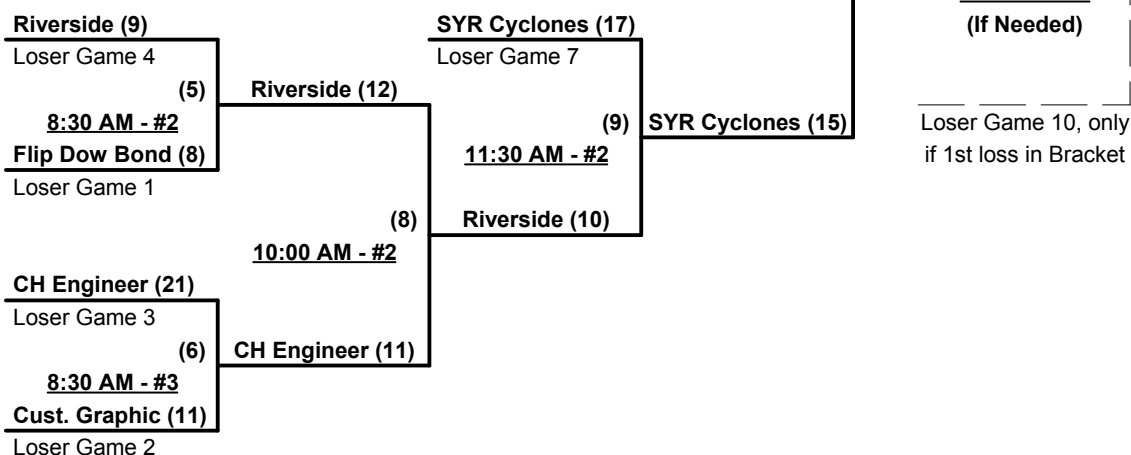 Riverside (9)
Loser Game 4
(5)
8:30 AM - #2
Flip Dow Bond (8)
Loser Game 1
Riverside (12)
(8)
10:00 AM - #2
CH Engineer (21)
Loser Game 3
(6)
8:30 AM - #3
Cust. Graphic (11)
Loser Game 2
CH Engineer (11)
SYR Cyclones (17)
Loser Game 7
(9)
11:30 AM - #2
Riverside (10)
SYR Cyclones (15)
(If Needed)
Loser Game 10, only
if 1st loss in Bracket